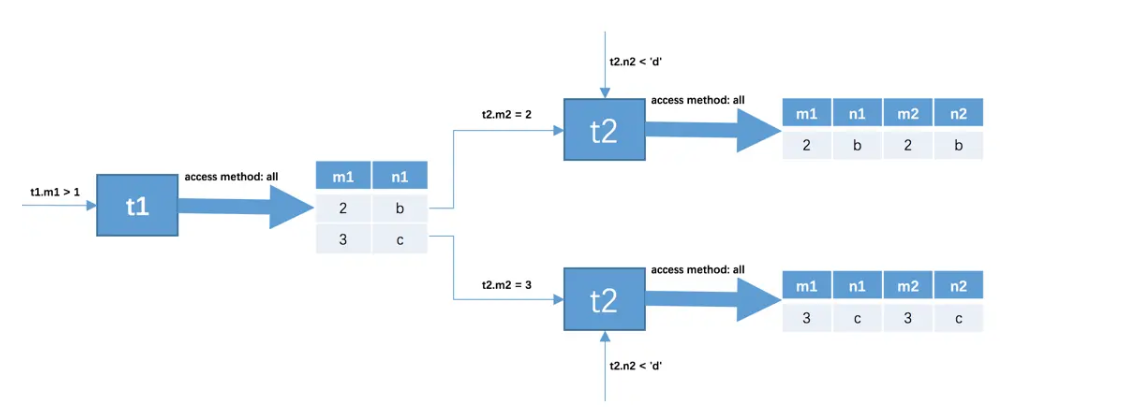 t1.m1 > 1
t1
access method: all
m1 n1
2 b
3 c
t2.m2 = 2
t2.n2 < 'd'
t2
access method: all
m1 n1 m2 n2
2 b 2 b
t2.m2 = 3
t2
access method: all
m1 n1 m2 n2
3 c 3 c
t2.n2 < 'd'